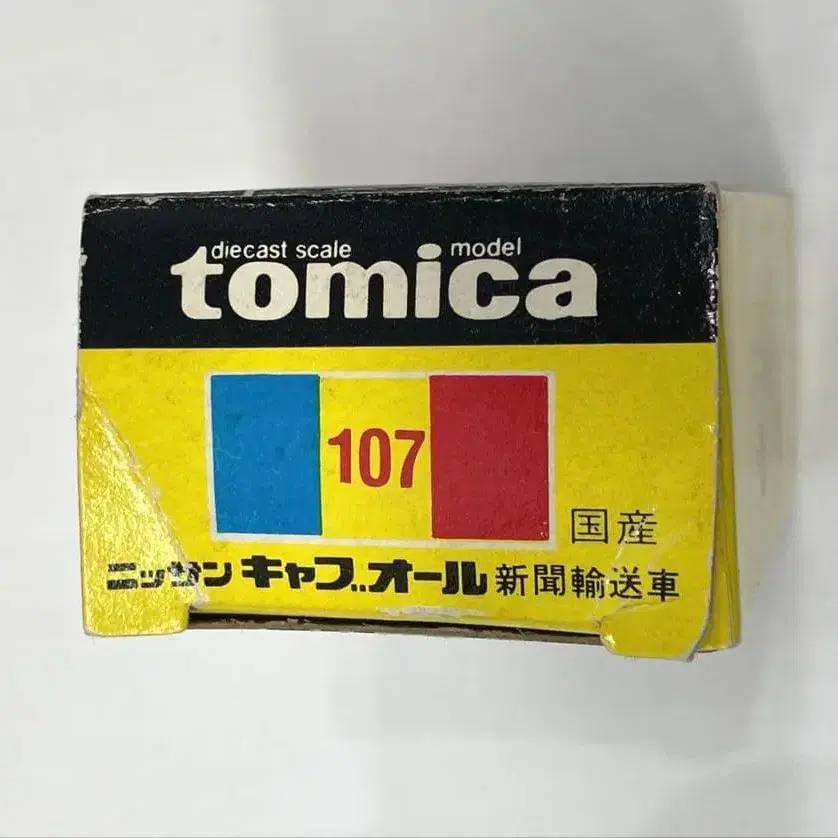 diecast scale model
tomica
107
国産
ニッサン キャブオール 新聞輸送車